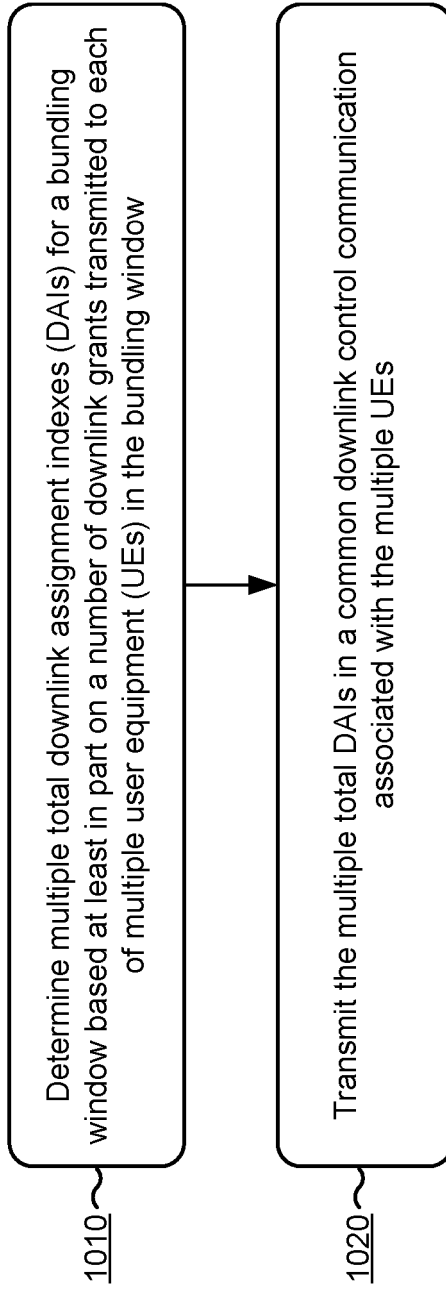 1010
Determine multiple total downlink assignment indexes (DAIs) for a bundling
window based at least in part on a number of downlink grants transmitted to each
of multiple user equipment (UEs) in the bundling window
1020
Transmit the multiple total DAIs in a common downlink control communication
associated with the multiple UEs